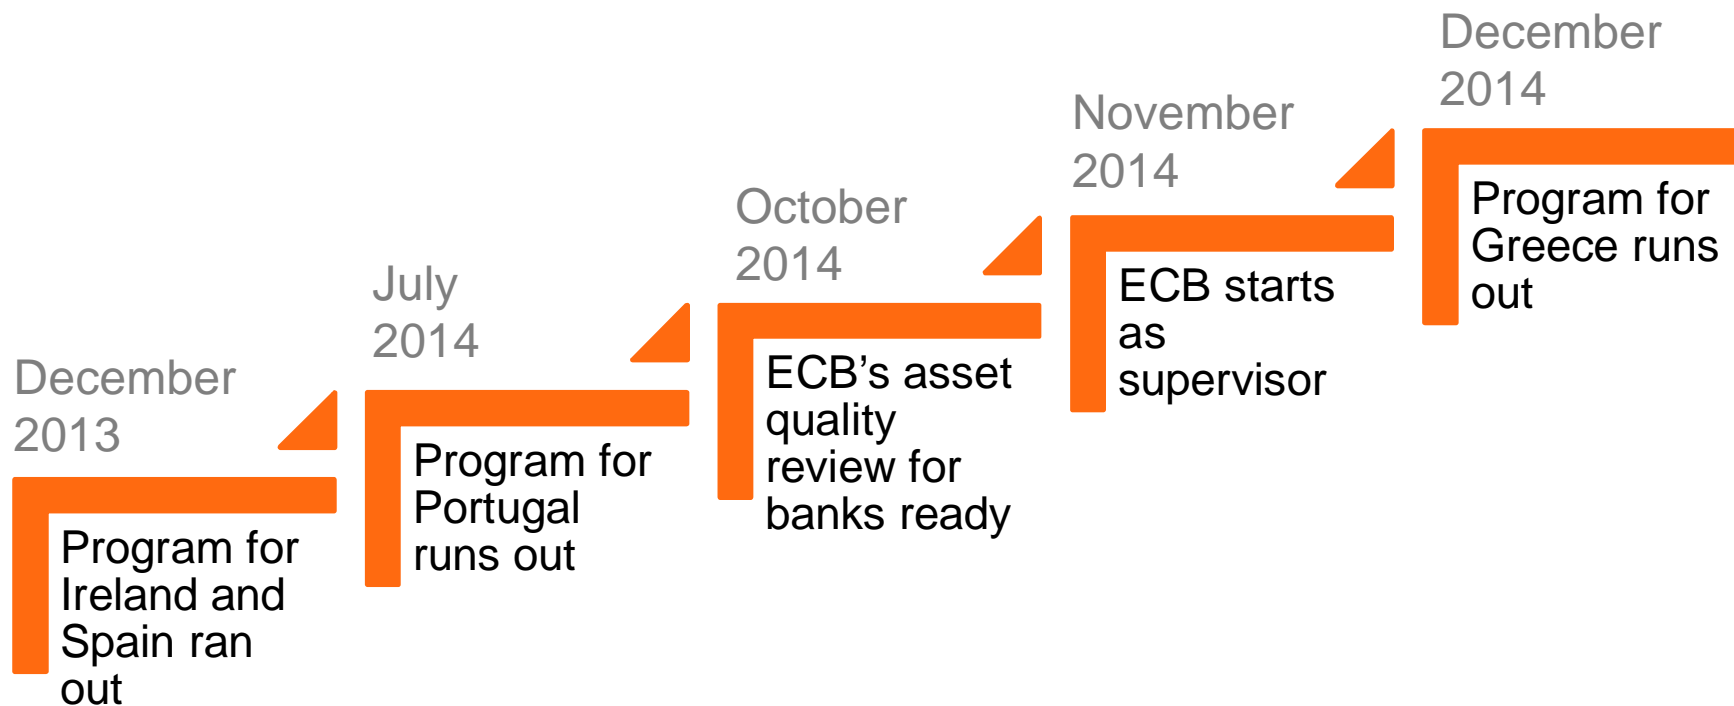 December
2013
Program for
Ireland and
Spain ran
out
July
2014
Program for
Portugal
runs out
October
2014
ECB’s asset
quality
review for
banks ready
November
2014
ECB starts
as
supervisor
December
2014
Program for
Greece runs
out